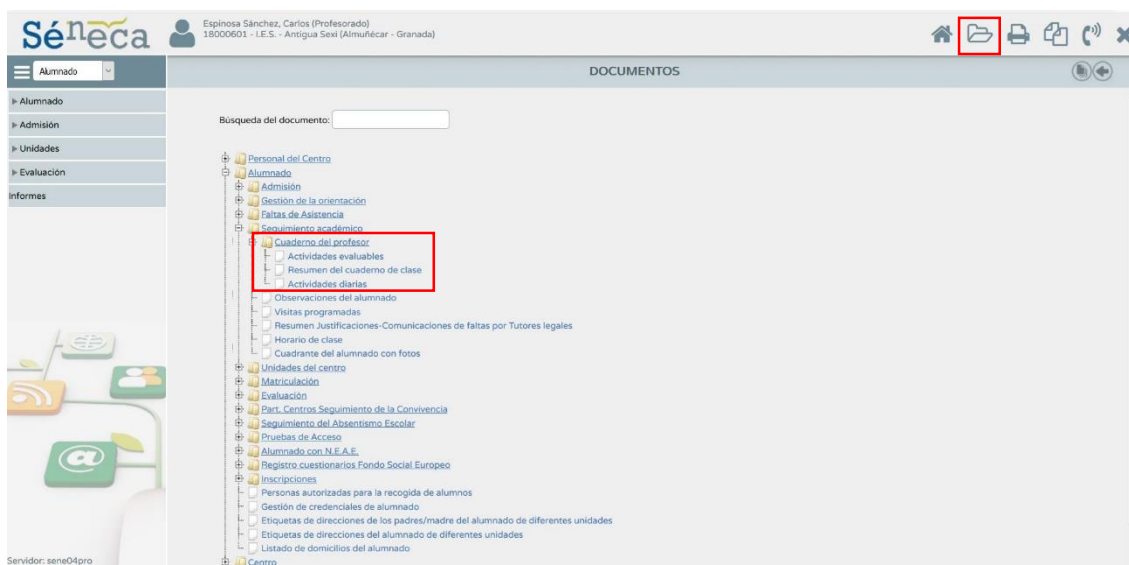 Séneca
Espinosa Sánchez, Carlos (Profesorado)
18000601 - I.E.S. - Antigua Sexi (Almuñécar - Granada)
Alumnado
DOCUMENTOS
Alumnado
Admisión
Unidades
Evaluación
Informes
Búsqueda del documento:
Personal del Centro
Alumnado
Admisión
Gestión de la orientación
Faltas de Asistencia
Seguimiento académico
Cuaderno del profesor
Actividades evaluables
Resumen del cuaderno de clase
Actividades diarias
Observaciones del alumnado
Visitas programadas
Resumen Justificaciones-Comunicaciones de faltas por Tutores legales
Horario de clase
Cuadrante del alumnado con fotos
Unidades del centro
Matriculación
Evaluación
Part. Centros Seguimiento de la Convivencia
Seguimiento del Absentismo Escolar
Pruebas de Acceso
Alumnado con N.E.A.E.
Registro cuestionarios Fondo Social Europeo
Inscripciones
Personas autorizadas para la recogida de alumnos
Gestión de credenciales de alumnado
Etiquetas de direcciones de los padres/madre del alumnado de diferentes unidades
Etiquetas de direcciones del alumnado de diferentes unidades
Listado de domicilios del alumnado
Centro
@
Servidor: sene04pro